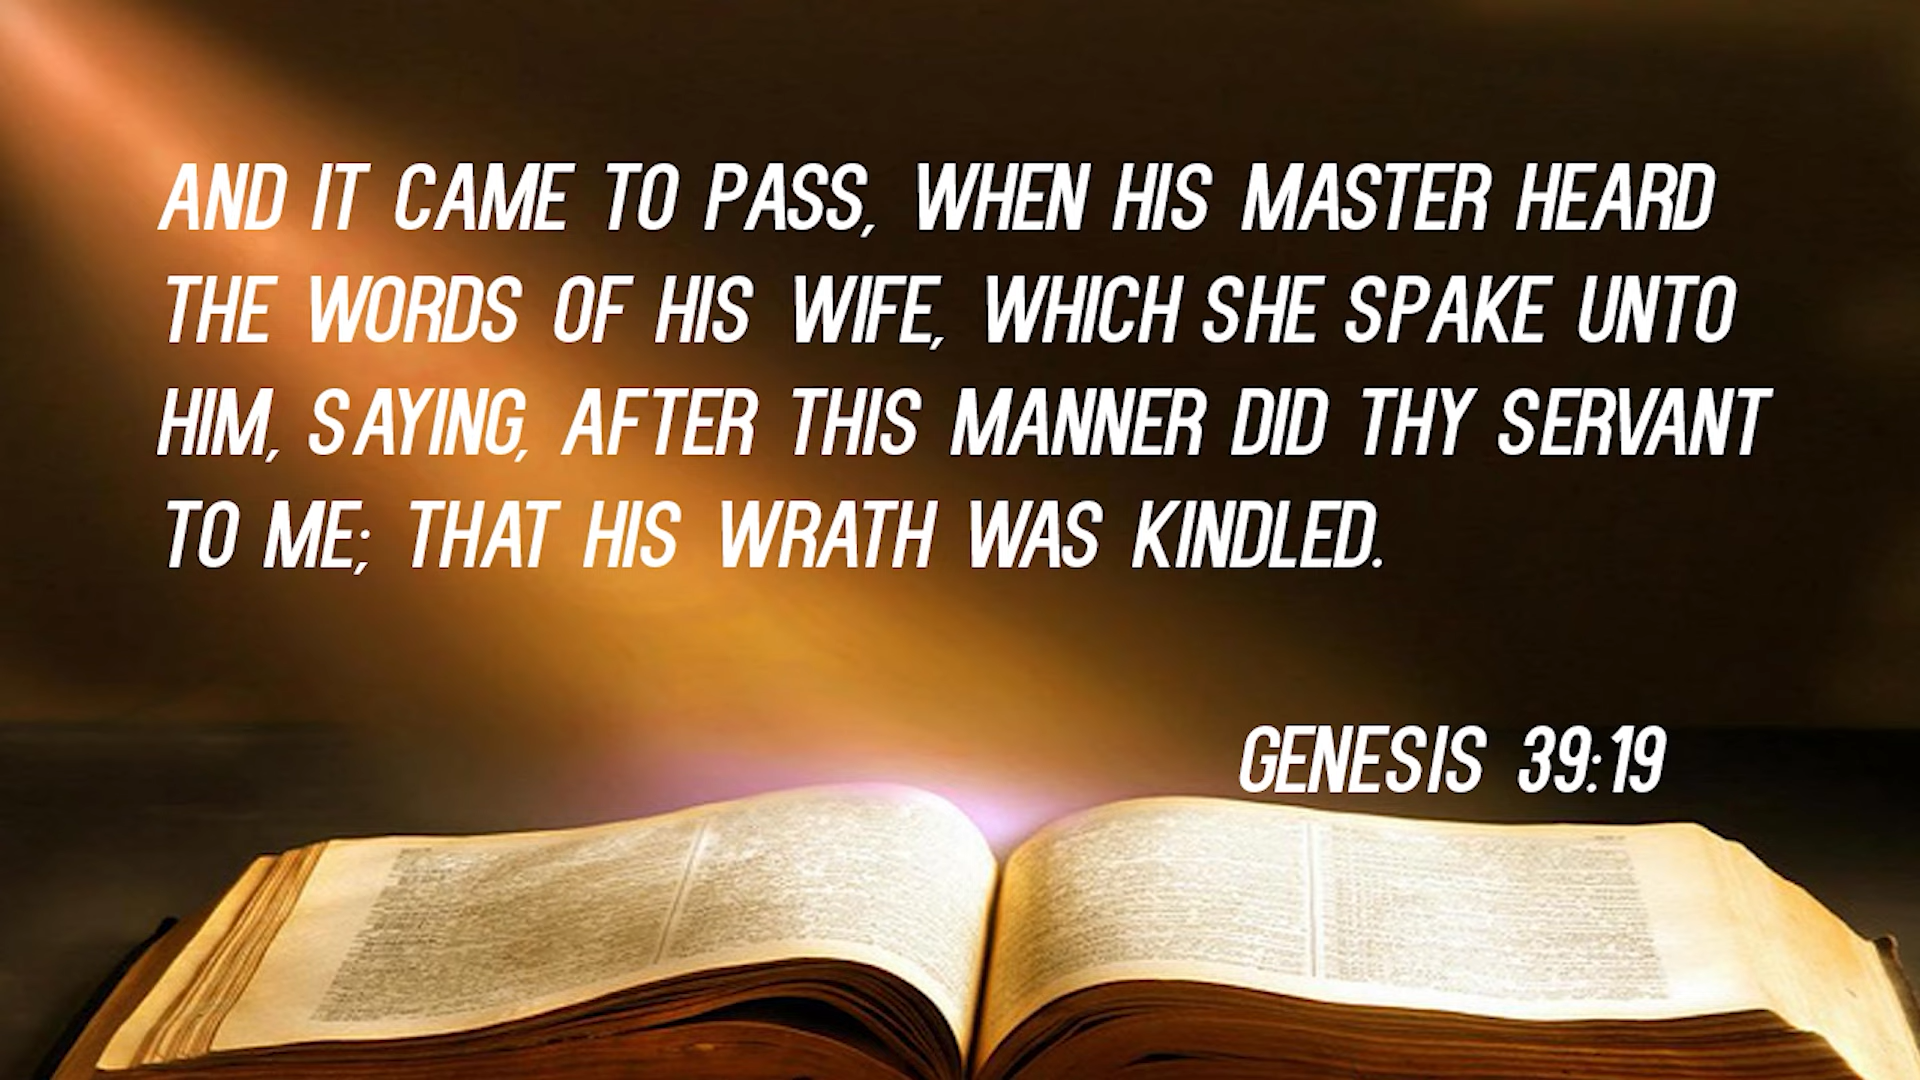 AND IT CAME TO PASS, WHEN HIS MASTER HEARD
THE WORDS OF HIS WIFE, WHICH SHE SPAKE UNTO
HIM, SAYING, AFTER THIS MANNER DID THY SERVANT
TO ME; THAT HIS WRATH WAS KINDLED.
GENESIS 39:19